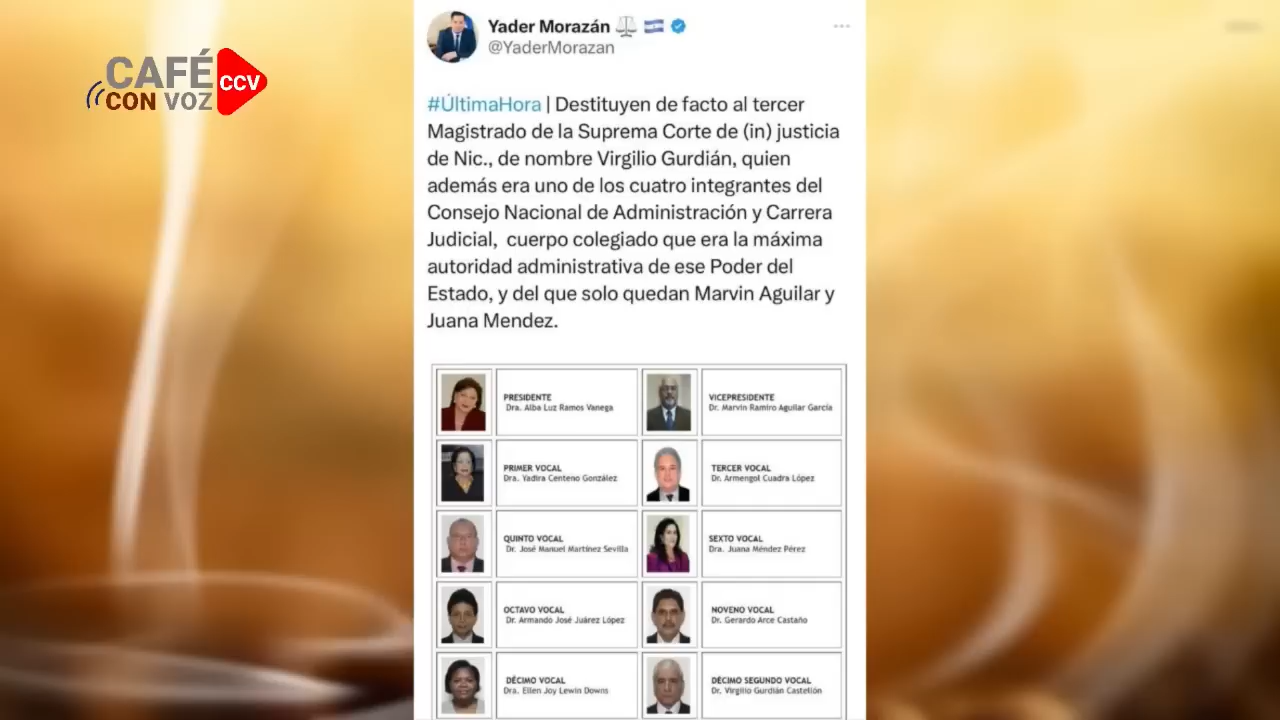 CAFÉ
CON VOZ
CCV
Yader Morazán
@YaderMorazan
#ÚltimaHora | Destituyen de facto al tercer
Magistrado de la Suprema Corte de (in) justicia
de Nic., de nombre Virgilio Gurdián, quien
además era uno de los cuatro integrantes del
Consejo Nacional de Administración y Carrera
Judicial, cuerpo colegiado que era la máxima
autoridad administrativa de ese Poder del
Estado, y del que solo quedan Marvin Aguilar y
Juana Mendez.
PRESIDENTE
Dra. Alba Luz Ramos Vanega
VICEPRESIDENTE
Dr. Marvin Ramiro Aguilar García
PRIMER VOCAL
Dra. Yadira Centeno González
TERCER VOCAL
Dr. Armengol Cuadra López
QUINTO VOCAL
Dr. José Manuel Martínez Sevilla
SEXTO VOCAL
Dra. Juana Méndez Pérez
OCTAVO VOCAL
Dr. Armando José Juárez López
NOVENO VOCAL
Dr. Gerardo Arce Castaño
DÉCIMO VOCAL
Dra. Ellen Joy Lewin Downs
DÉCIMO SEGUNDO VOCAL
Dr. Virgilio Gurdián Castellón